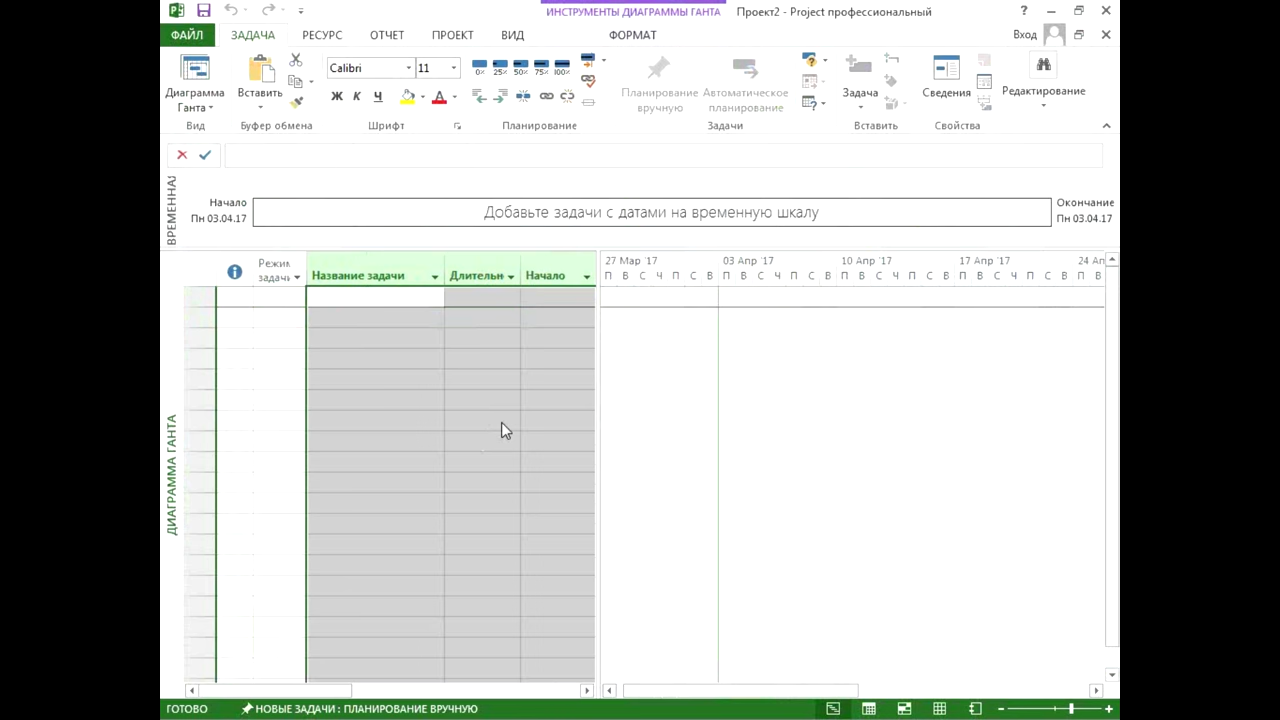 ИНСТРУМЕНТЫ ДИАГРАММЫ ГАНТА
Проект2 - Project профессиональный
ФАЙЛ ЗАДАЧА РЕСУРС ОТЧЕТ ПРОЕКТ ВИД ФОРМАТ Вход
Calibri 11
0% 25% 50% 75% 100%
Ж К Ч А
Диаграмма Ганта
Вставить
Планирование вручную
Автоматическое планирование
Задача
Сведения
Редактирование
Вид Буфер обмена Шрифт Планирование Задачи Вставить Свойства
ВРЕМЕННАЯ
Начало
Пн 03.04.17
Добавьте задачи с датами на временную шкалу
Окончание
Пн 03.04.17
Режим задачи
Название задачи Длительн Начало
27 Мар '17 03 Апр '17 10 Апр '17 17 Апр '17 24 Ап
П В С Ч П С В П В С Ч П С В П В С Ч П С В П В С Ч П С В П В
ДИАГРАММА ГАНТА
ГОТОВО НОВЫЕ ЗАДАЧИ : ПЛАНИРОВАНИЕ ВРУЧНУЮ